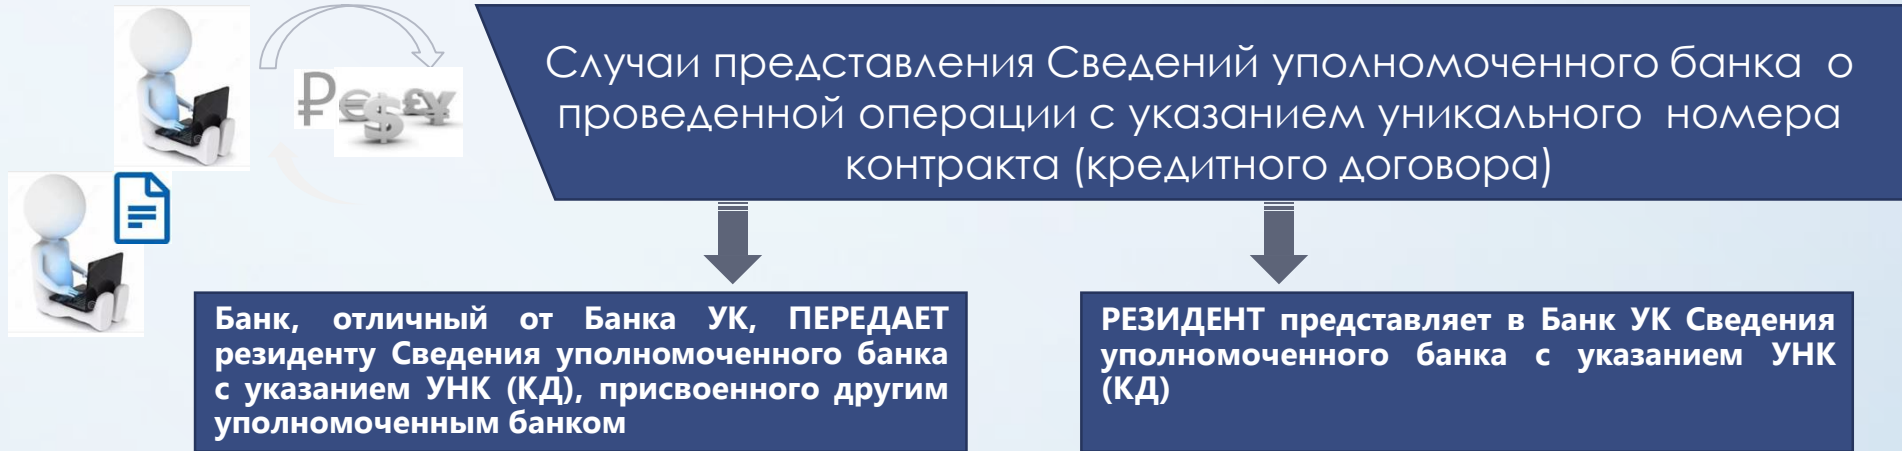 Случаи представления Сведений уполномоченного банка о
проведенной операции с указанием уникального номера
контракта (кредитного договора)
Банк, отличный от Банка УК, ПЕРЕДАЕТ
резиденту Сведения уполномоченного банка
с указанием УНК (КД), присвоенного другим
уполномоченным банком
РЕЗИДЕНТ представляет в Банк УК Сведения
уполномоченного банка с указанием УНК
(КД)